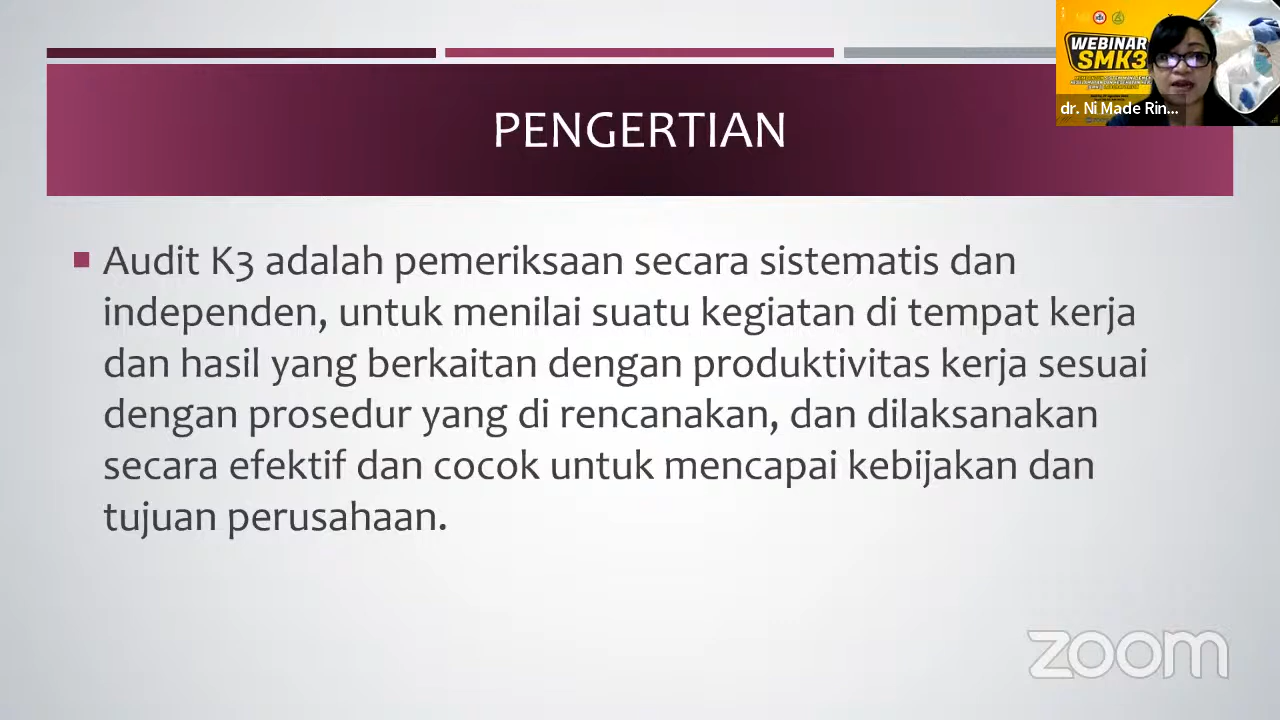 PENGERTIAN
WEBINAR
SMK3
dr. Ni Made Rin...
Audit K3 adalah pemeriksaan secara sistematis dan
independen, untuk menilai suatu kegiatan di tempat kerja
dan hasil yang berkaitan dengan produktivitas kerja sesuai
dengan prosedur yang di rencanakan, dan dilaksanakan
secara efektif dan cocok untuk mencapai kebijakan dan
tujuan perusahaan.
zoom